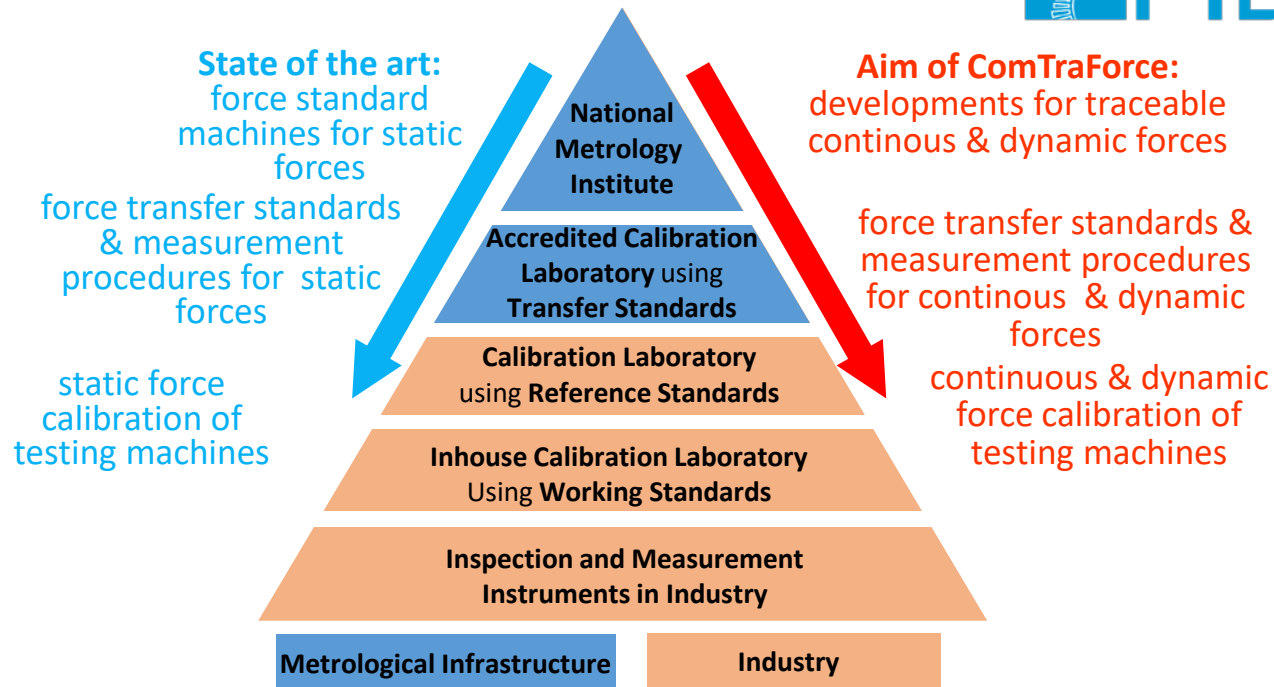 State of the art:
force standard
machines for static
forces
force transfer standards
& measurement
procedures for static
forces
static force
calibration of
testing machines
National
Metrology
Institute
Accredited Calibration
Laboratory using
Transfer Standards
Calibration Laboratory
using Reference Standards
Inhouse Calibration Laboratory
Using Working Standards
Inspection and Measurement
Instruments in Industry
Metrological Infrastructure
Industry
Aim of ComTraForce:
developments for traceable
continous & dynamic forces
force transfer standards &
measurement procedures
for continous & dynamic
forces
continuous & dynamic
force calibration of
testing machines